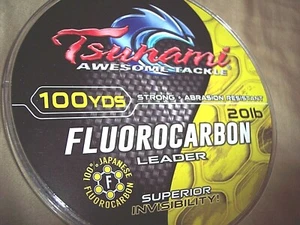 Tsunami
AWESOME TACKLE
100YDS
STRONG • ABRASION RESISTANT
20lb
FLUOROCARBON
LEADER
100% JAPANESE
F
FLUOROCARBON
SUPERIOR
INVISIBILITY!